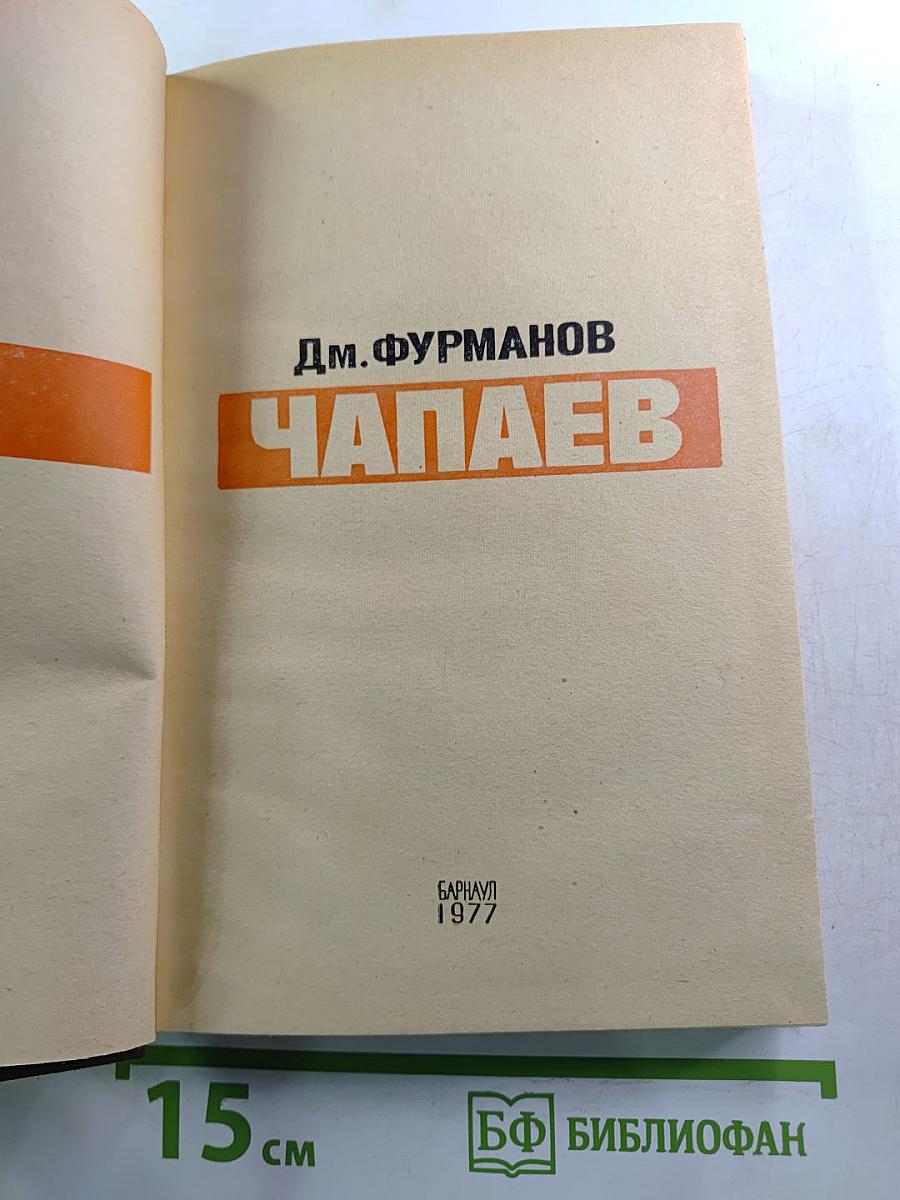 Дм. ФУРМАНОВ
ЧАПАЕВ
БАРНАУЛ
1977
15 см
БФ БИБЛИОФАН